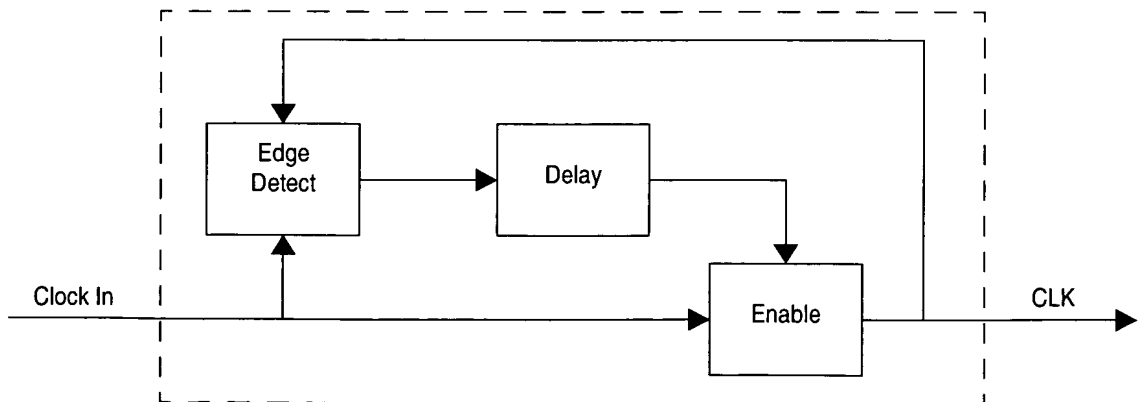 Edge
Detect
Delay
Clock In
Enable
CLK